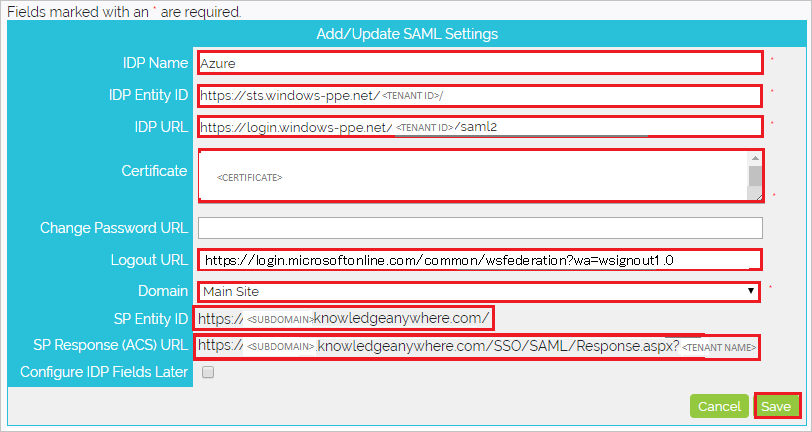 Fields marked with an * are required.
Add/Update SAML Settings
IDP Name Azure *
IDP Entity ID https://sts.windows-ppe.net/ <TENANT ID>/ *
IDP URL https://login.windows-ppe.net/ <TENANT ID>/saml2 *
Certificate <CERTIFICATE> *
Change Password URL
Logout URL https://login.microsoftonline.com/common/wsfederation?wa=wsignout1.0
Domain Main Site *
SP Entity ID https:// <SUBDOMAIN>.knowledgeanywhere.com/
SP Response (ACS) URL https:// <SUBDOMAIN>.knowledgeanywhere.com/SSO/SAML/Response.aspx? <TENANT NAME>
Configure IDP Fields Later
Cancel Save